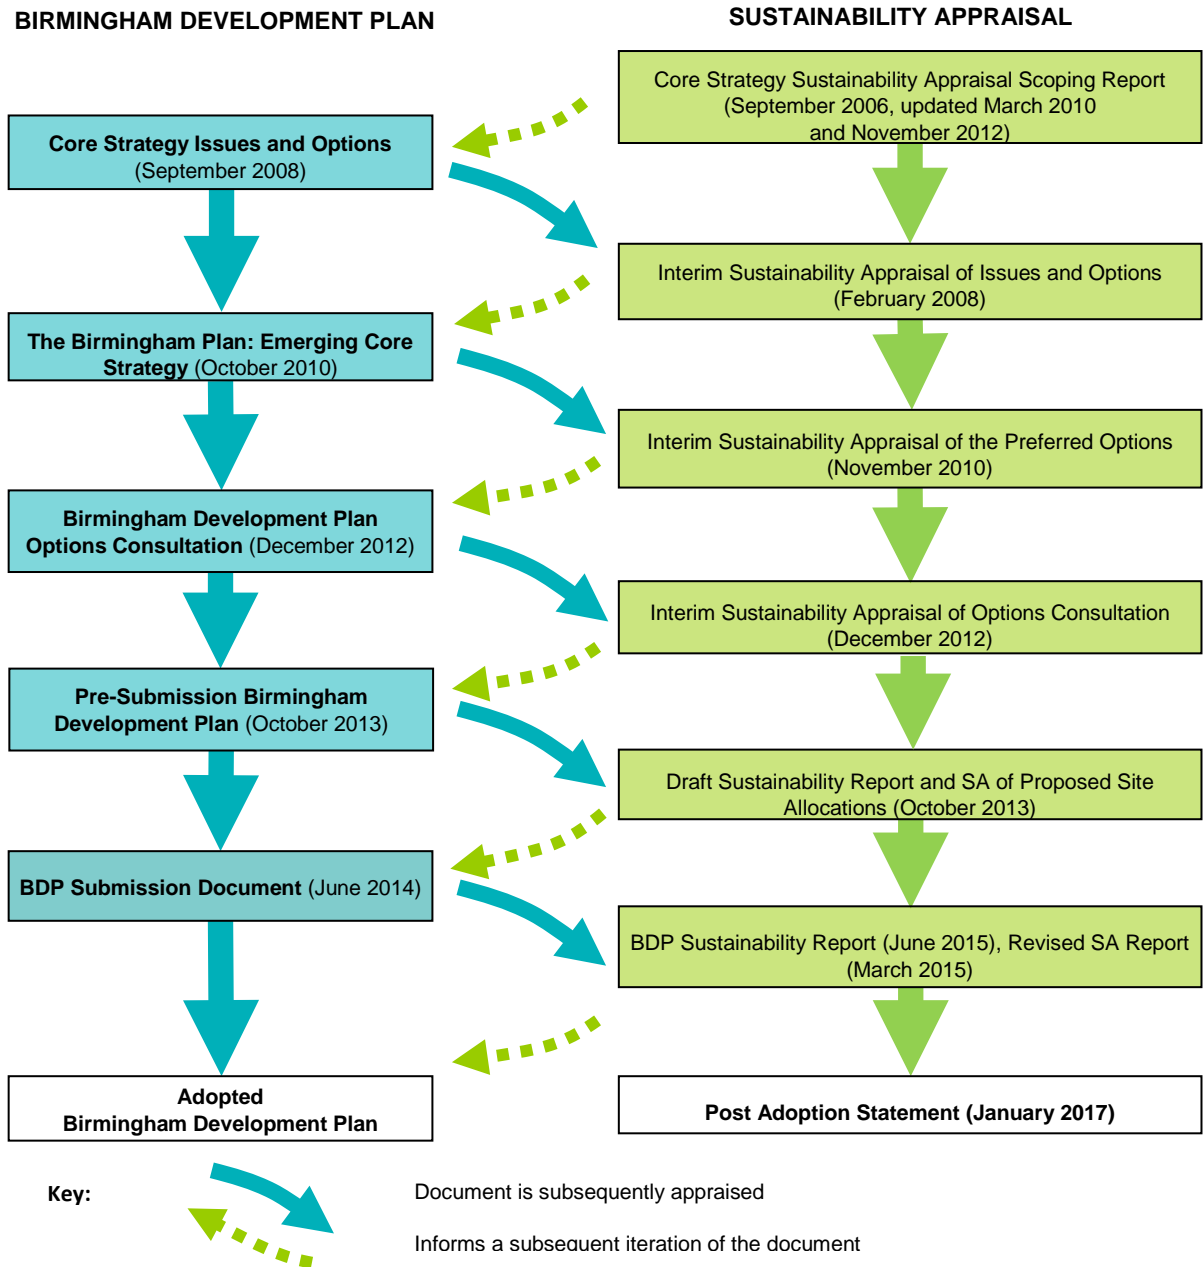 BIRMINGHAM DEVELOPMENT PLAN
SUSTAINABILITY APPRAISAL
Core Strategy Sustainability Appraisal Scoping Report
(September 2006, updated March 2010
and November 2012)
Core Strategy Issues and Options
(September 2008)
Interim Sustainability Appraisal of Issues and Options
(February 2008)
The Birmingham Plan: Emerging Core
Strategy (October 2010)
Interim Sustainability Appraisal of the Preferred Options
(November 2010)
Birmingham Development Plan
Options Consultation (December 2012)
Interim Sustainability Appraisal of Options Consultation
(December 2012)
Pre-Submission Birmingham
Development Plan (October 2013)
Draft Sustainability Report and SA of Proposed Site
Allocations (October 2013)
BDP Submission Document (June 2014)
BDP Sustainability Report (June 2015), Revised SA Report
(March 2015)
Adopted
Birmingham Development Plan
Post Adoption Statement (January 2017)
Key:
Document is subsequently appraised
Informs a subsequent iteration of the document